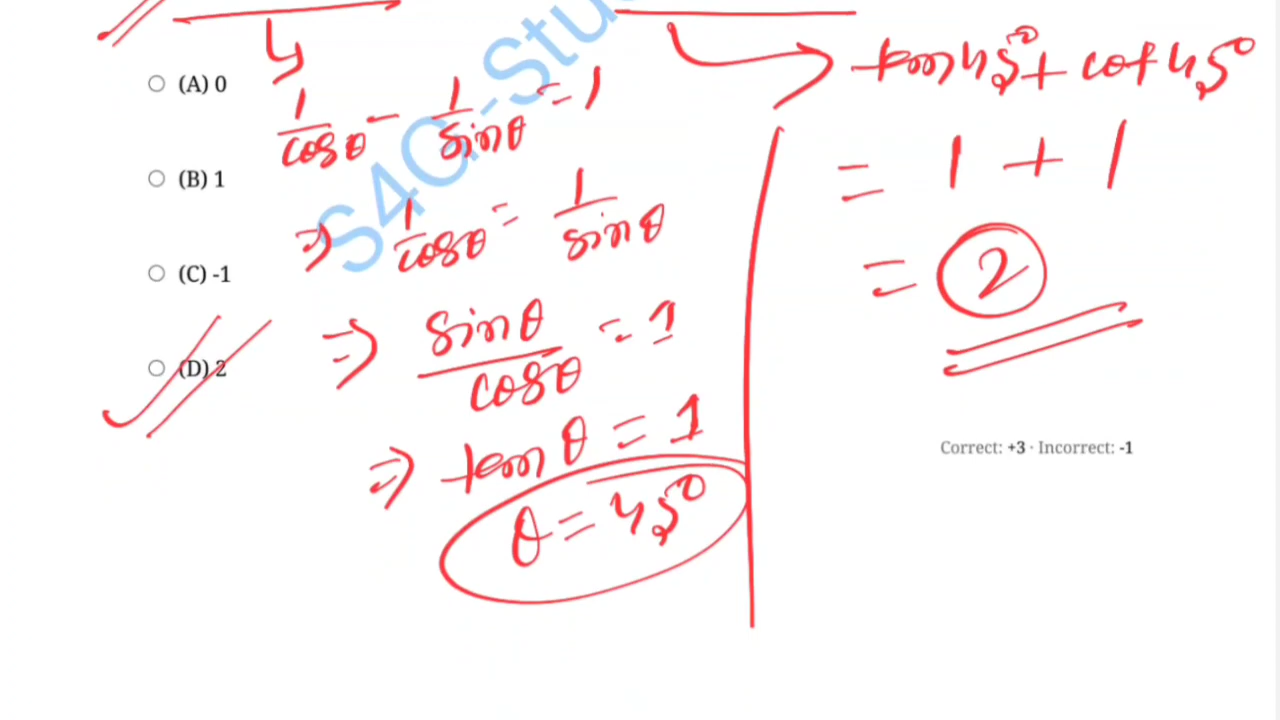 (A) 0
(B) 1
(C) -1
(D) 2
1/cosθ - 1/sinθ = 1
⇒ 1/cosθ = 1/sinθ
⇒ sinθ/cosθ = 1
⇒ tanθ = 1
θ = 45°
tan45° + cot45°
= 1 + 1
= 2
Correct: +3 · Incorrect: -1
S4G-Stu